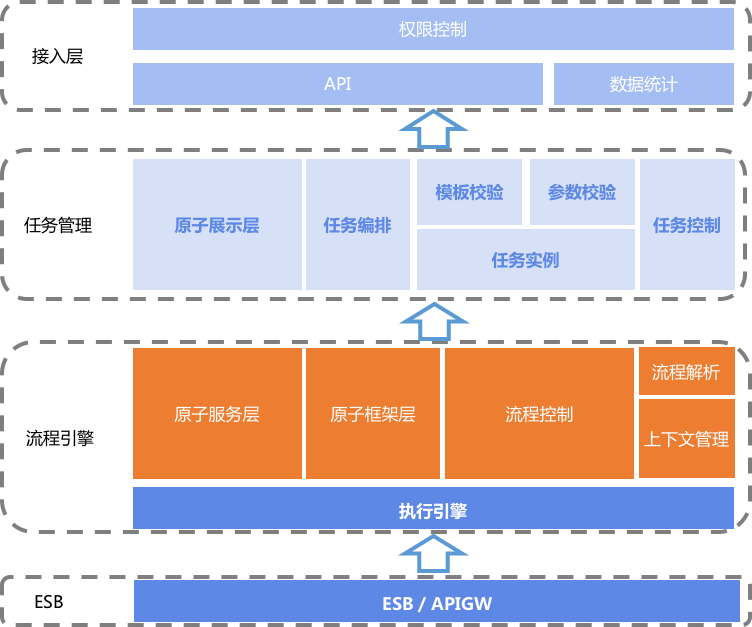 接入层
权限控制
API
数据统计
任务管理
原子展示层
任务编排
模板校验
参数校验
任务实例
任务控制
流程引擎
原子服务层
原子框架层
流程控制
流程解析
上下文管理
执行引擎
ESB
ESB / APIGW